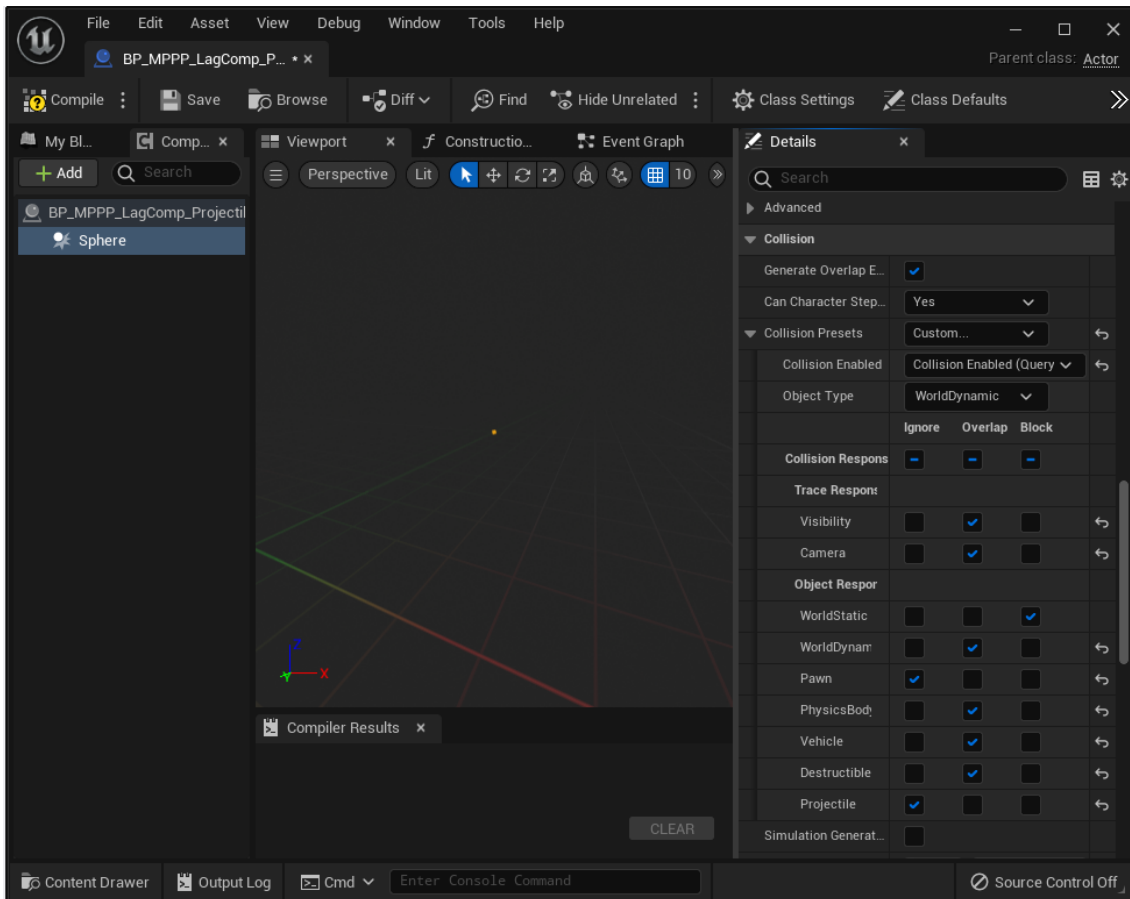 File Edit Asset View Debug Window Tools Help
BP_MPPP_LagComp_P... •
Parent class: Actor
Compile Save Browse Diff Find Hide Unrelated Class Settings Class Defaults
My Bl... Comp... Viewport Constructio... Event Graph Details
+ Add Search Perspective Lit 10 Search
BP_MPPP_LagComp_Projectil
Sphere
Advanced
Collision
Generate Overlap E...
Can Character Step... Yes
Collision Presets Custom...
Collision Enabled Collision Enabled (Query
Object Type WorldDynamic
Ignore Overlap Block
Collision Respons
Trace Respons
Visibility
Camera
Object Respor
WorldStatic
WorldDynam
Pawn
PhysicsBody
Vehicle
Destructible
Projectile
Simulation Generat...
Z
X
Y
Compiler Results
CLEAR
Content Drawer Output Log Cmd Enter Console Command Source Control Off